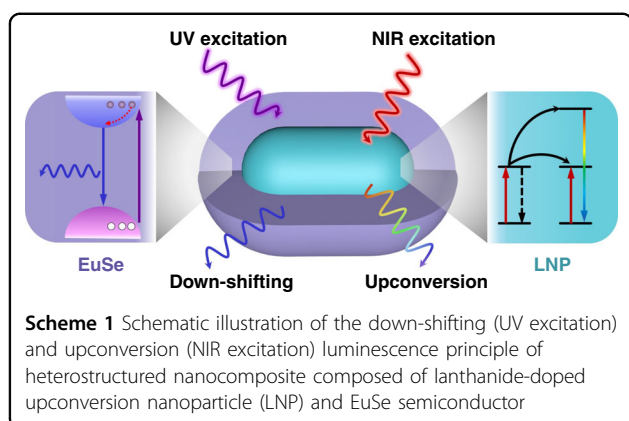 UV excitation
NIR excitation
EuSe
LNP
Down-shifting
Upconversion
Scheme 1 Schematic illustration of the down-shifting (UV excitation)
and upconversion (NIR excitation) luminescence principle of
heterostructured nanocomposite composed of lanthanide-doped
upconversion nanoparticle (LNP) and EuSe semiconductor